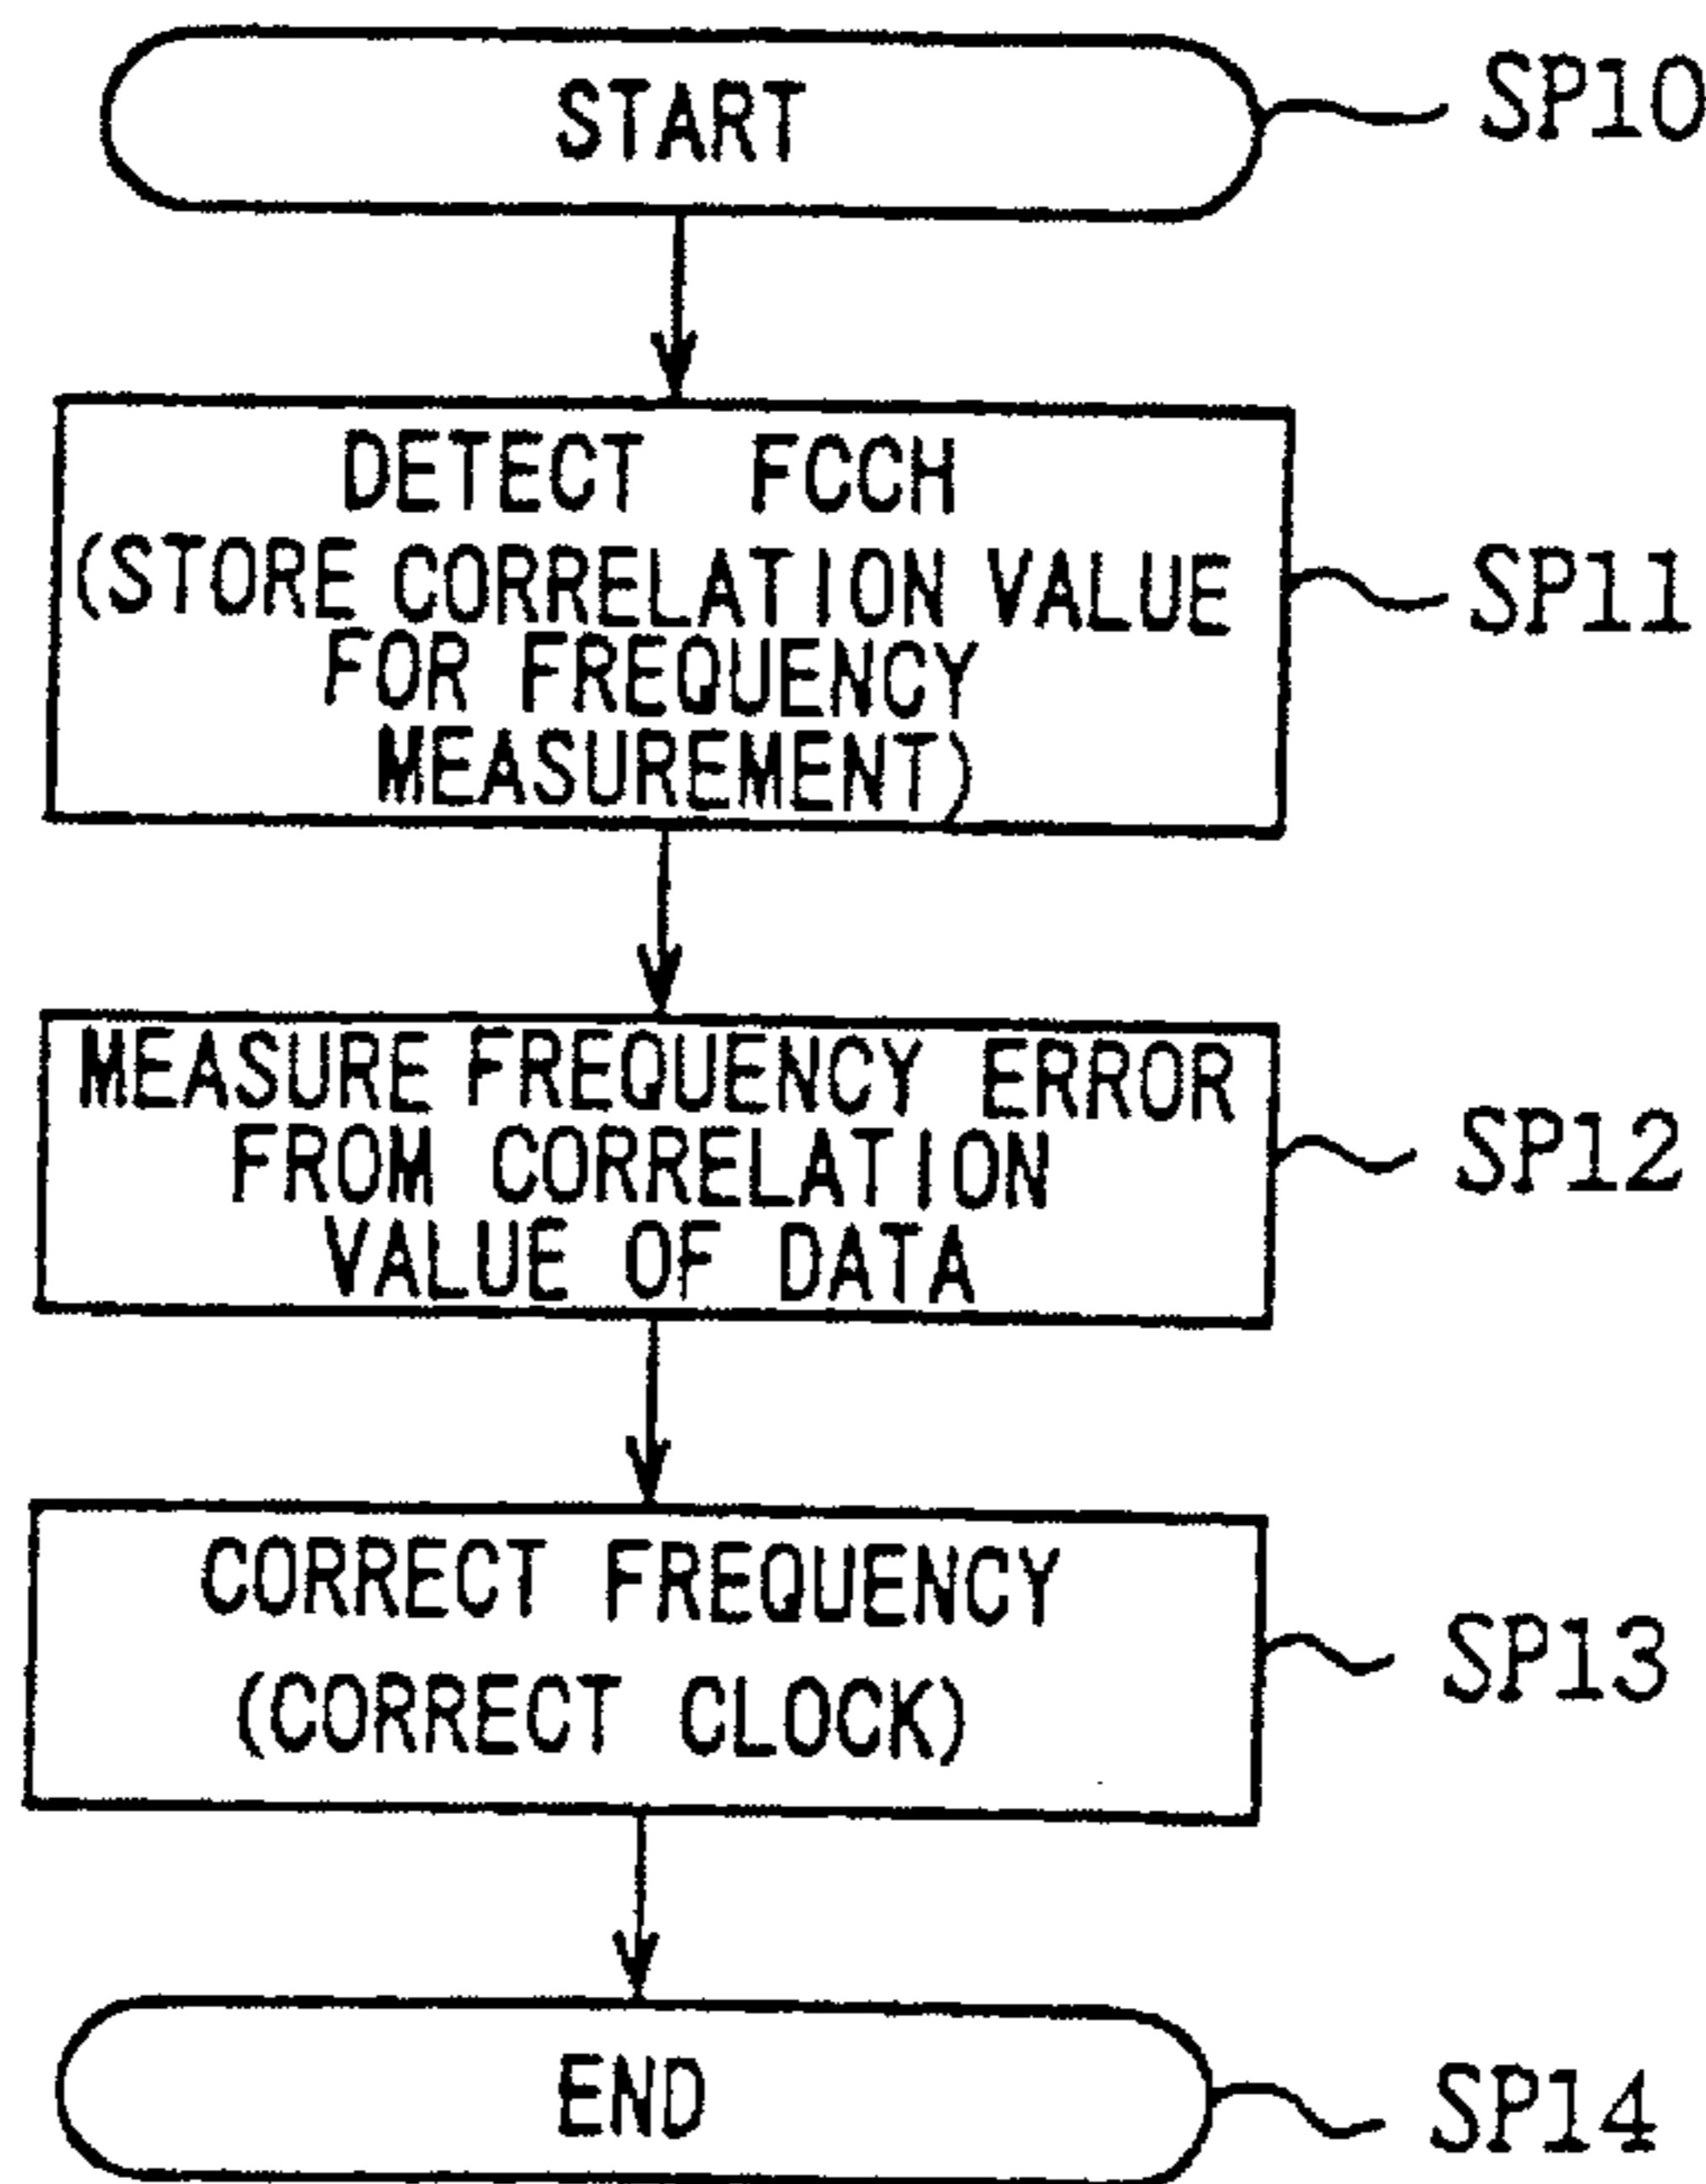 START
SP10
DETECT FCCH
(STORE CORRELATION VALUE
FOR FREQUENCY
MEASUREMENT)
SP11
MEASURE FREQUENCY ERROR
FROM CORRELATION
VALUE OF DATA
SP12
CORRECT FREQUENCY
(CORRECT CLOCK)
SP13
END
SP14